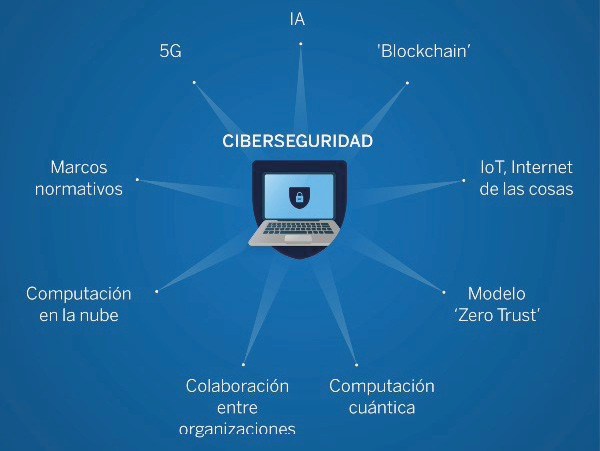 IA
5G
'Blockchain’
CIBERSEGURIDAD
Marcos
normativos
IoT, Internet
de las cosas
Computación
en la nube
Modelo
‘Zero Trust’
Colaboración
entre
organizaciones
Computación
cuántica